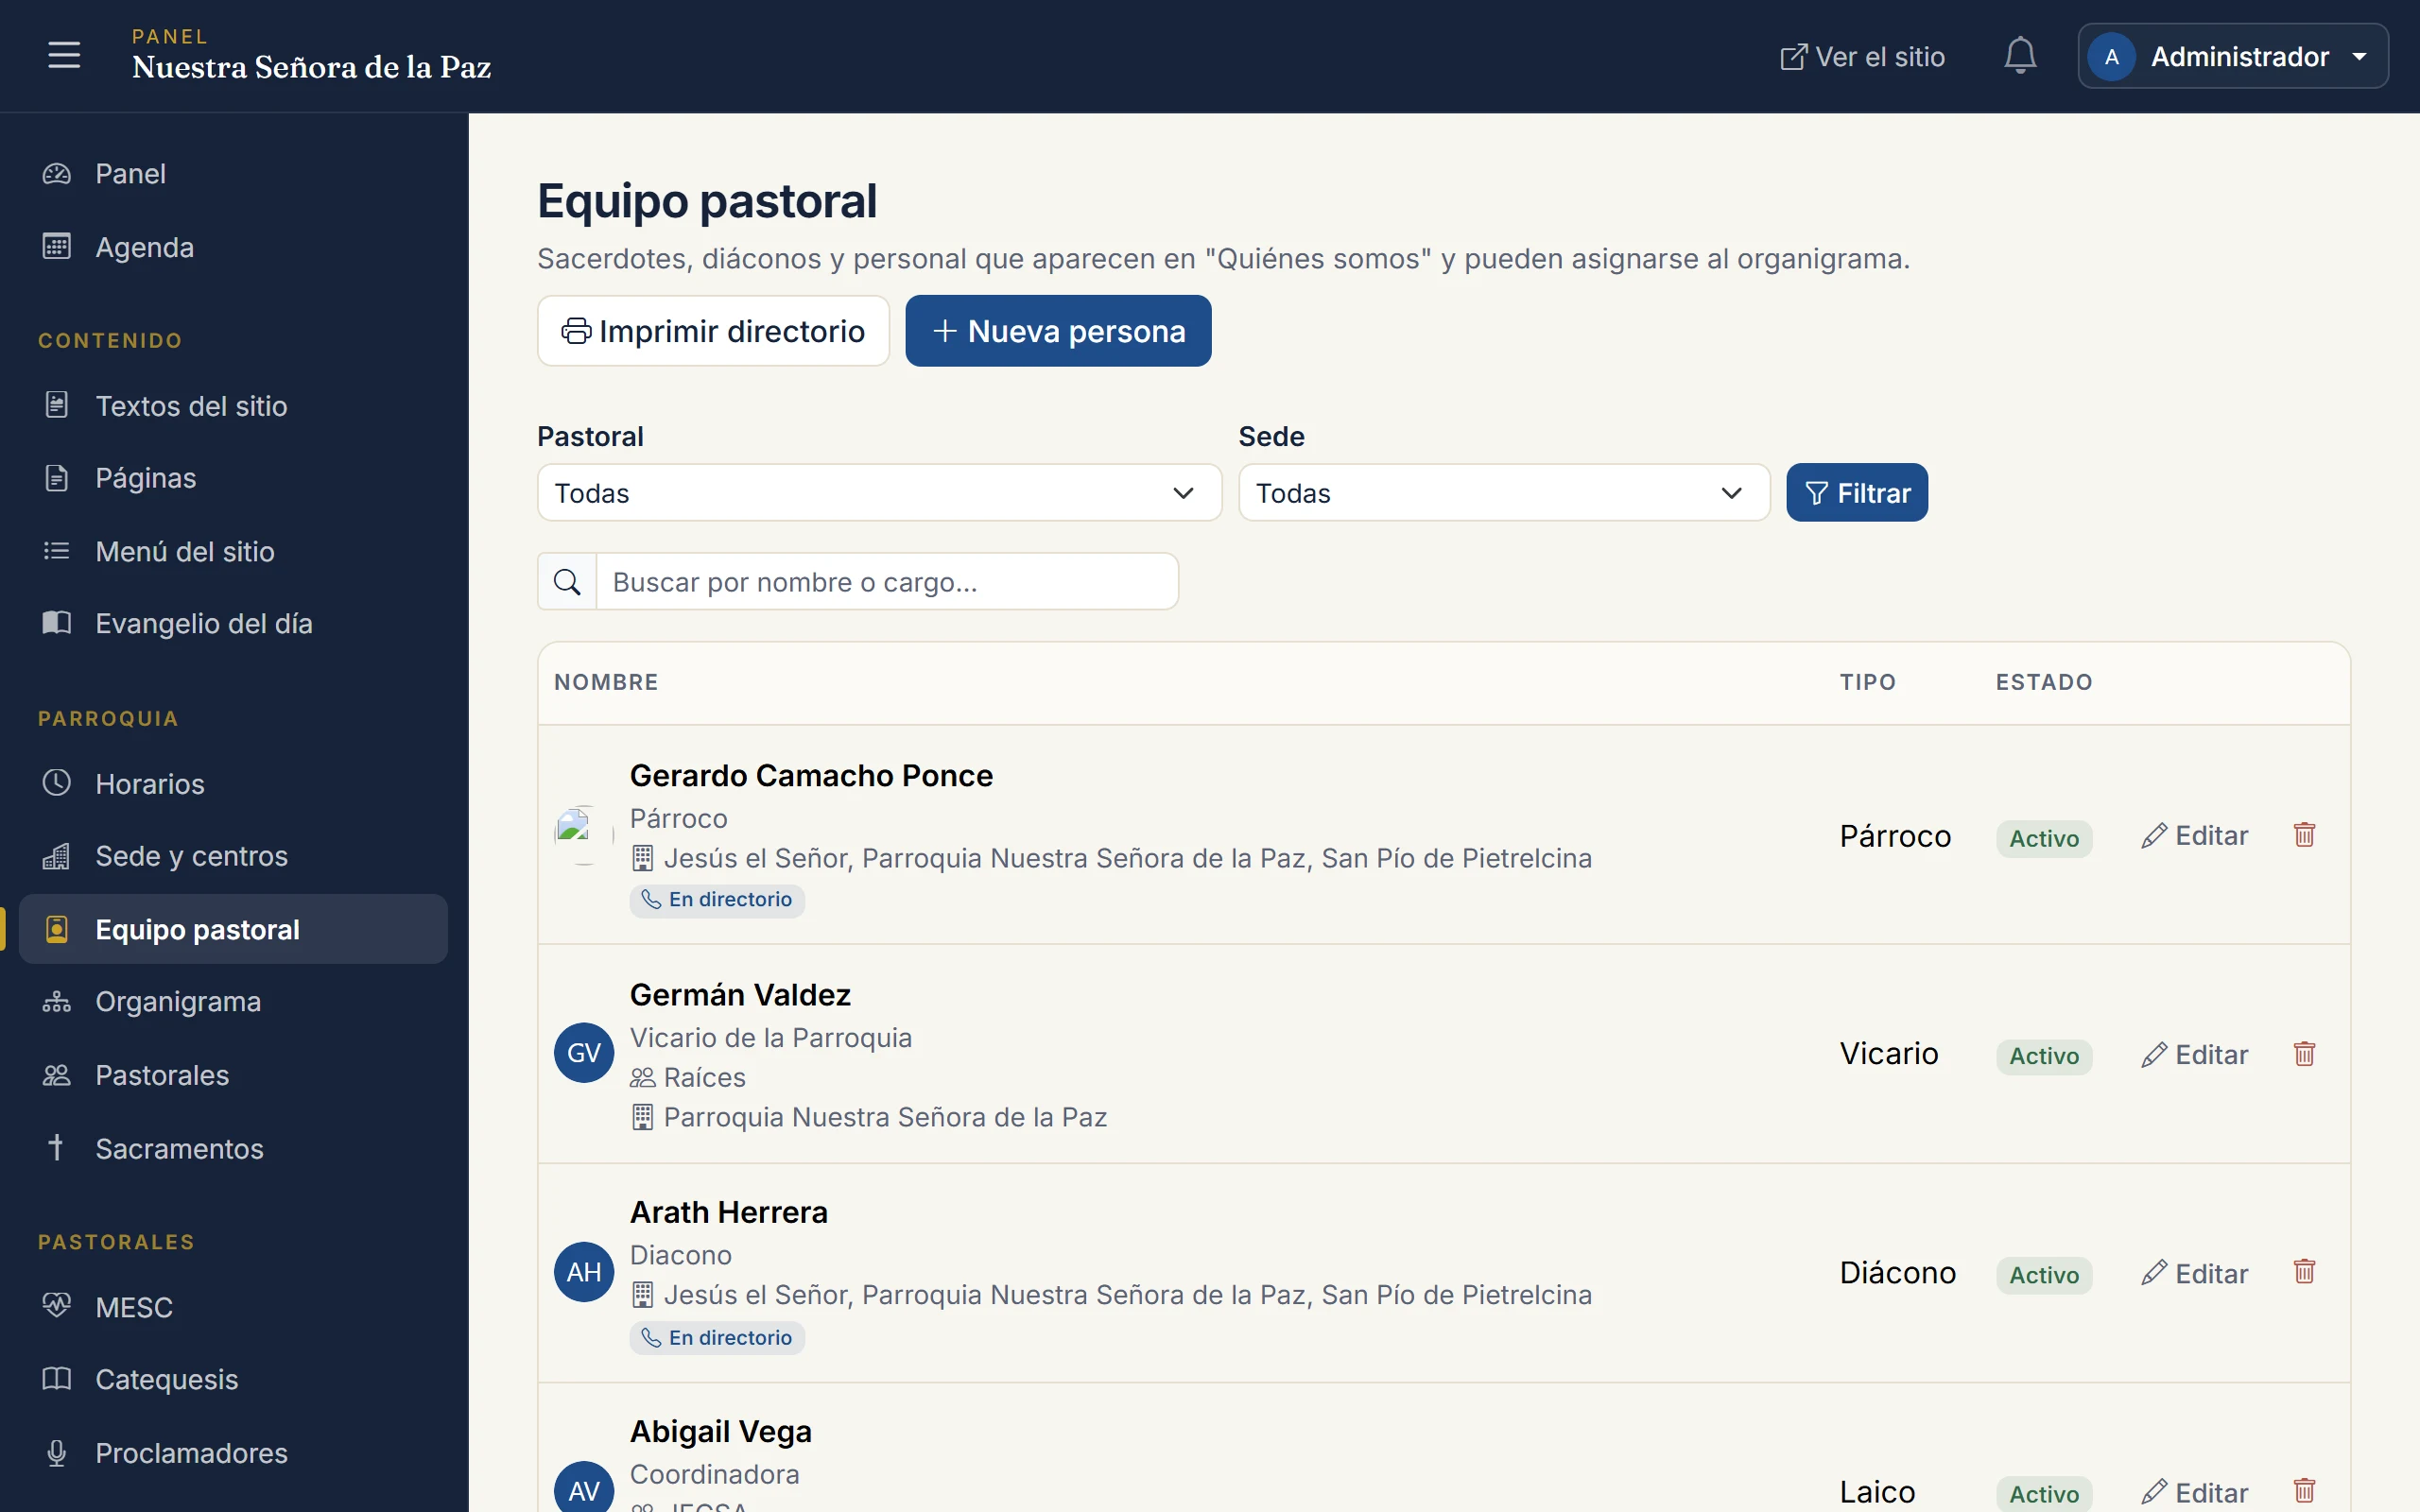 PANEL
Nuestra Señora de la Paz
Ver el sitio
A
Administrador
Panel
Agenda
CONTENIDO
Textos del sitio
Páginas
Menú del sitio
Evangelio del día
PARROQUIA
Horarios
Sede y centros
Equipo pastoral
Organigrama
Pastorales
Sacramentos
PASTORALES
MESC
Catequesis
Proclamadores
Equipo pastoral
Sacerdotes, diáconos y personal que aparecen en "Quiénes somos" y pueden asignarse al organigrama.
Imprimir directorio
Nueva persona
Pastoral
Sede
Todas
Todas
Filtrar
Buscar por nombre o cargo...
NOMBRE TIPO ESTADO
Gerardo Camacho Ponce
Párroco
Jesús el Señor, Parroquia Nuestra Señora de la Paz, San Pío de Pietrelcina
En directorio
Párroco Activo Editar
GV
Germán Valdez
Vicario de la Parroquia
Raíces
Parroquia Nuestra Señora de la Paz
Vicario Activo Editar
AH
Arath Herrera
Diacono
Jesús el Señor, Parroquia Nuestra Señora de la Paz, San Pío de Pietrelcina
En directorio
Diácono Activo Editar
AV
Abigail Vega
Coordinadora
Laico Activo Editar